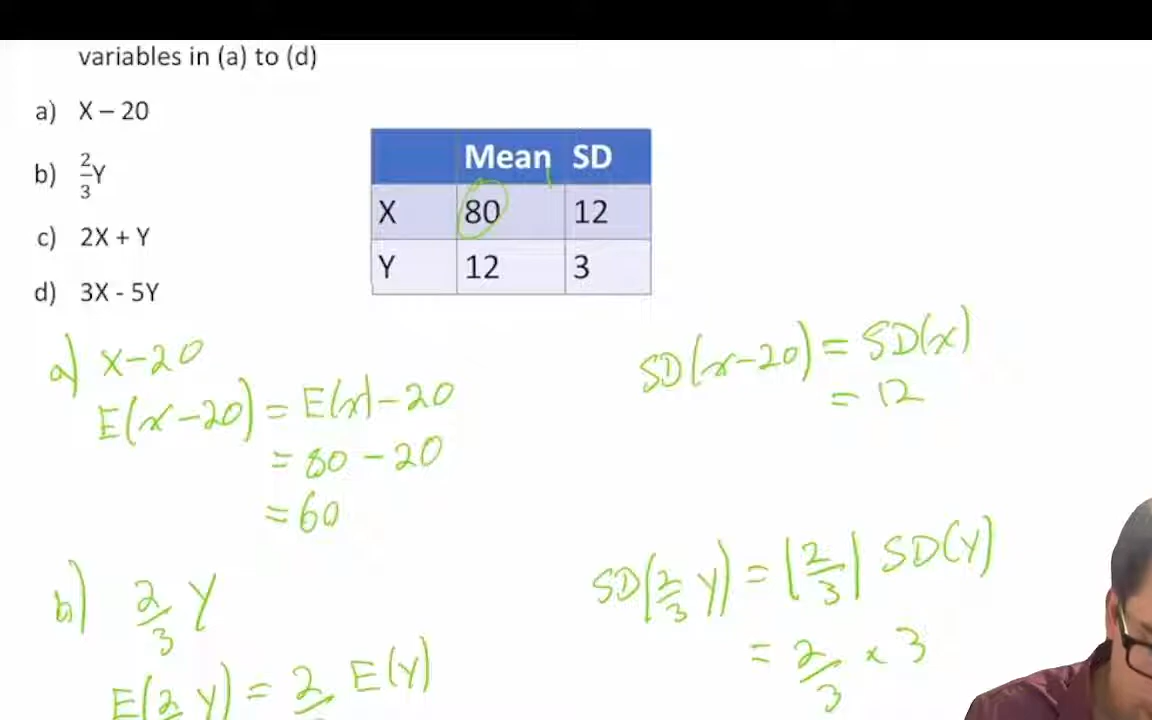 variables in (a) to (d)
a) X – 20
b) 2/3 Y
c) 2X + Y
d) 3X - 5Y
Mean SD
X 80 12
Y 12 3
a) x-20
E(x-20) = E(x)-20
= 80 - 20
= 60
SD(x-20) = SD(x)
= 12
b) 2/3 Y
E(2 Y) = 2 E(Y)
SD(2/3 Y) = |2/3| SD(Y)
= 2/3 × 3